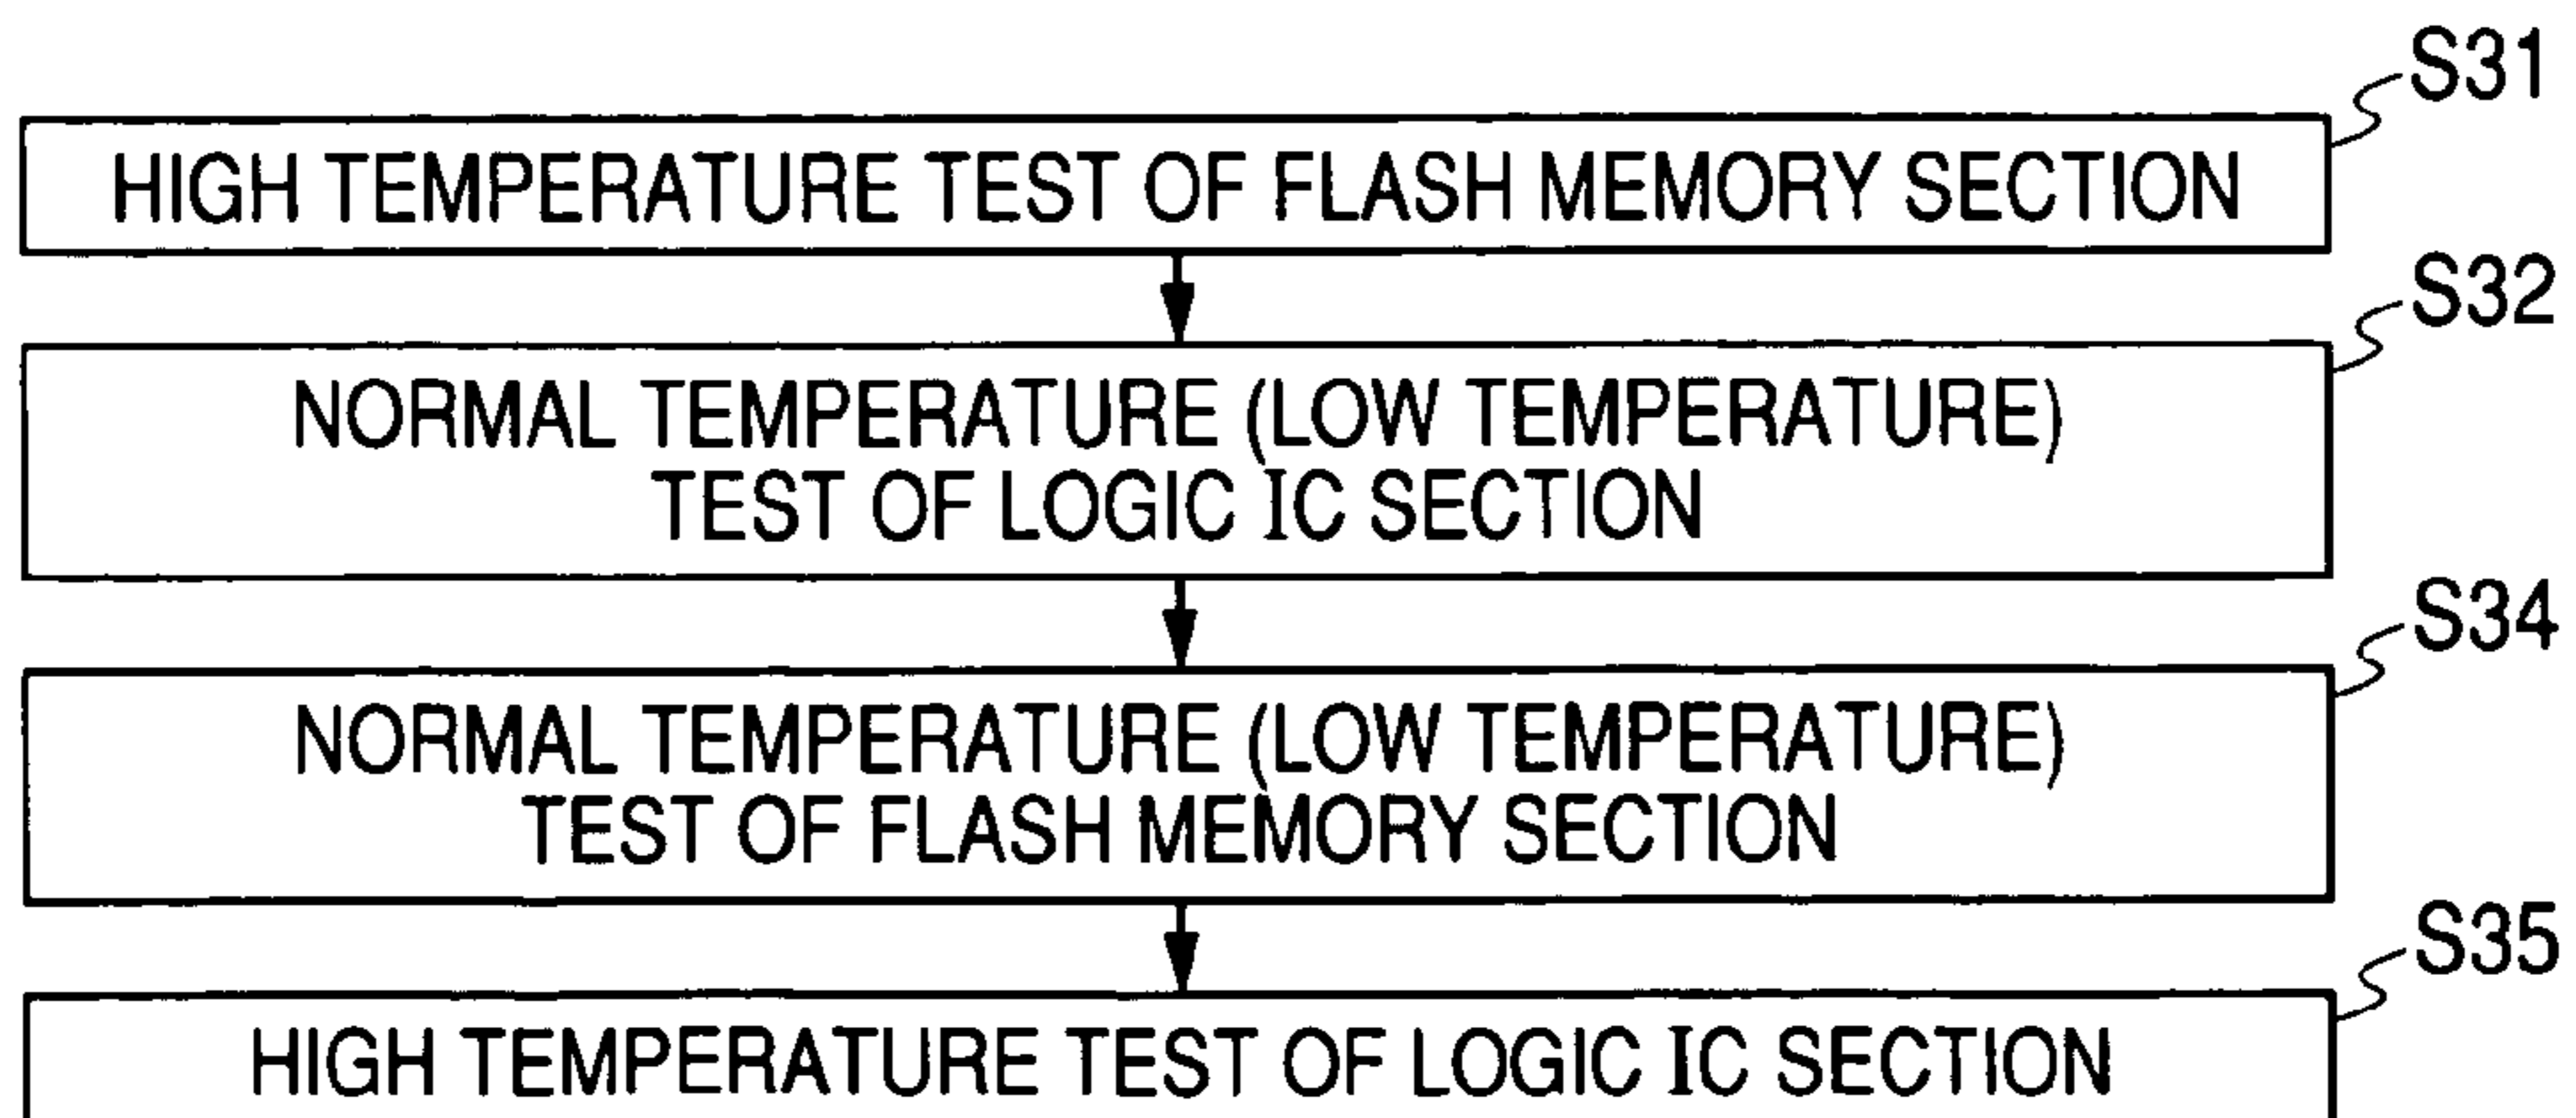 S31
HIGH TEMPERATURE TEST OF FLASH MEMORY SECTION
S32
NORMAL TEMPERATURE (LOW TEMPERATURE)
TEST OF LOGIC IC SECTION
S34
NORMAL TEMPERATURE (LOW TEMPERATURE)
TEST OF FLASH MEMORY SECTION
S35
HIGH TEMPERATURE TEST OF LOGIC IC SECTION